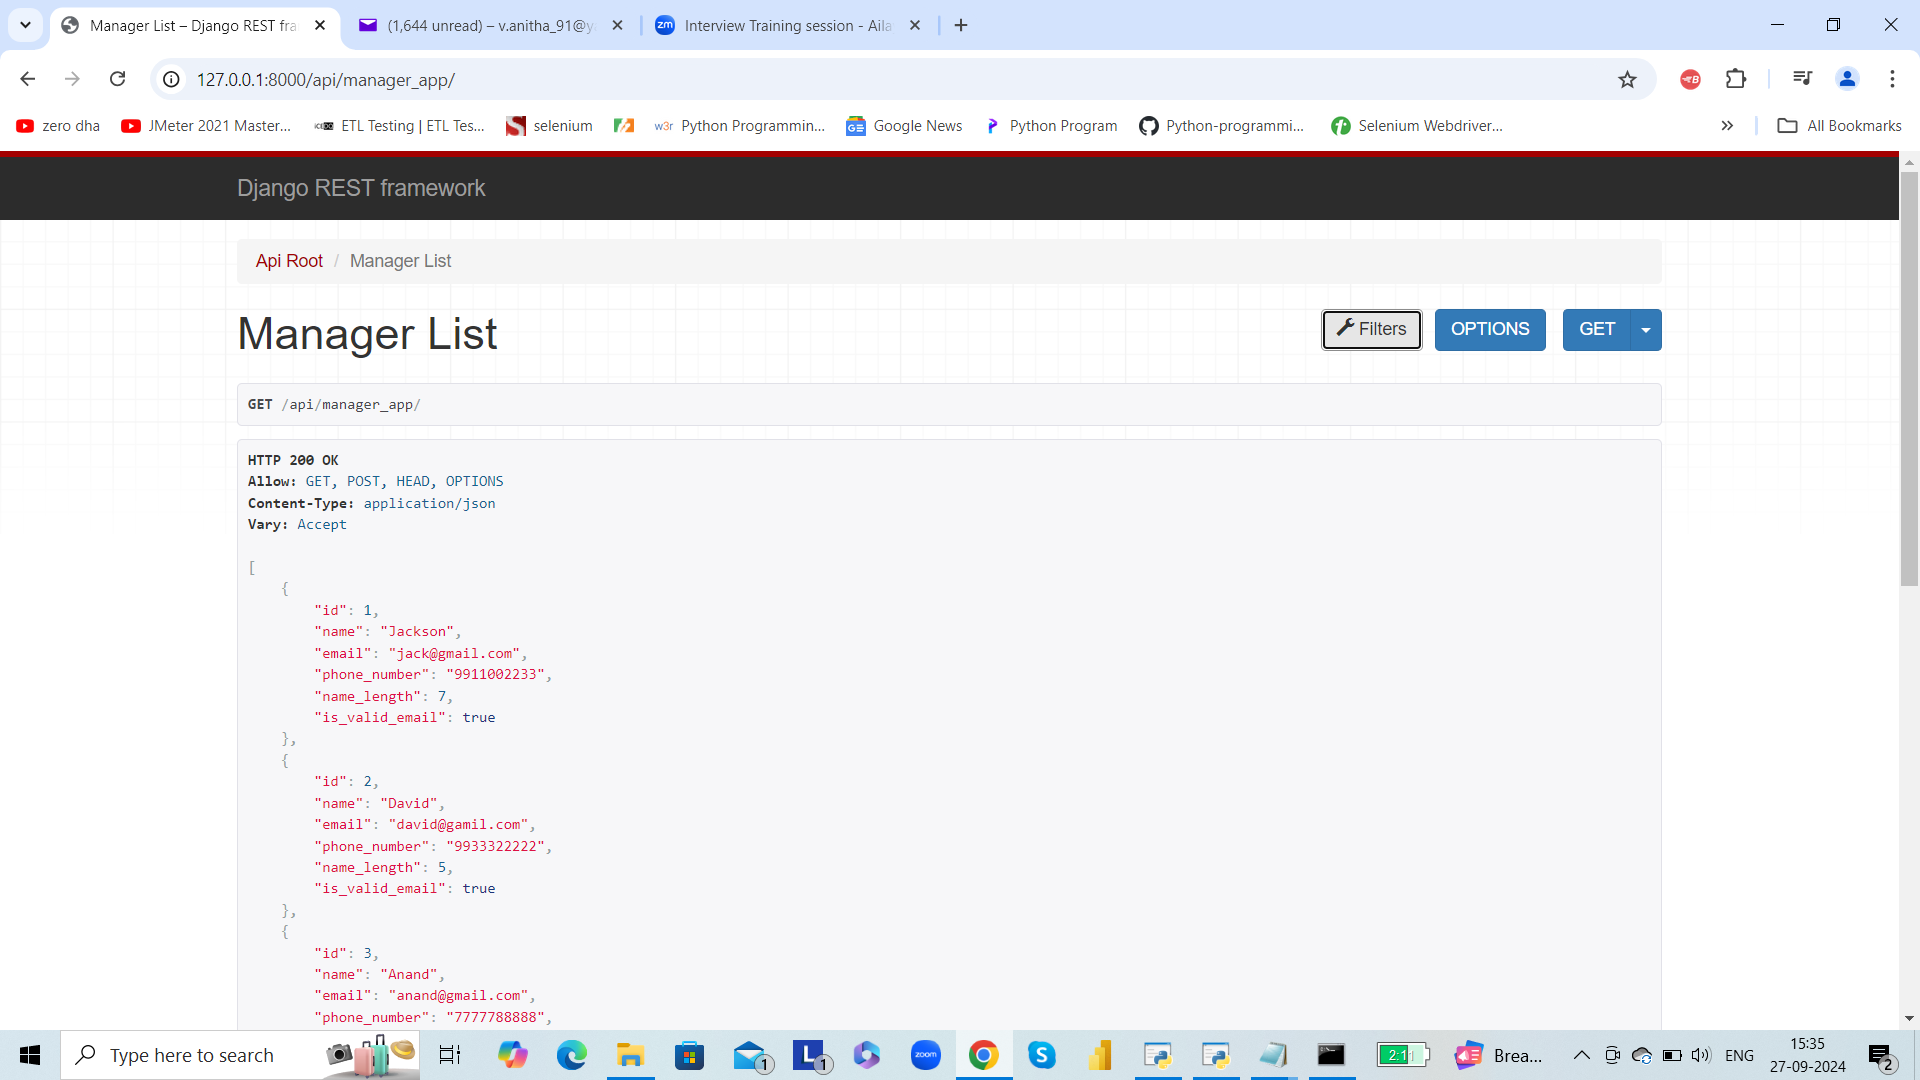 Manager List – Django REST fra
(1,644 unread) – v.anitha_91@y
Interview Training session - Aila
127.0.0.1:8000/api/manager_app/
zero dha
JMeter 2021 Master...
ETL Testing | ETL Tes...
selenium
w3r
Python Programmin...
Google News
Python Program
Python-programmi...
Selenium Webdriver...
All Bookmarks
Django REST framework
Api Root / Manager List
Manager List
Filters
OPTIONS
GET
GET /api/manager_app/
HTTP 200 OK
Allow: GET, POST, HEAD, OPTIONS
Content-Type: application/json
Vary: Accept
[
{
"id": 1,
"name": "Jackson",
"email": "jack@gmail.com",
"phone_number": "9911002233",
"name_length": 7,
"is_valid_email": true
},
{
"id": 2,
"name": "David",
"email": "david@gamil.com",
"phone_number": "9933322222",
"name_length": 5,
"is_valid_email": true
},
{
"id": 3,
"name": "Anand",
"email": "anand@gmail.com",
"phone_number": "7777788888",
Type here to search
1
L
1
zoom
Brea...
ENG
15:35
27-09-2024
2